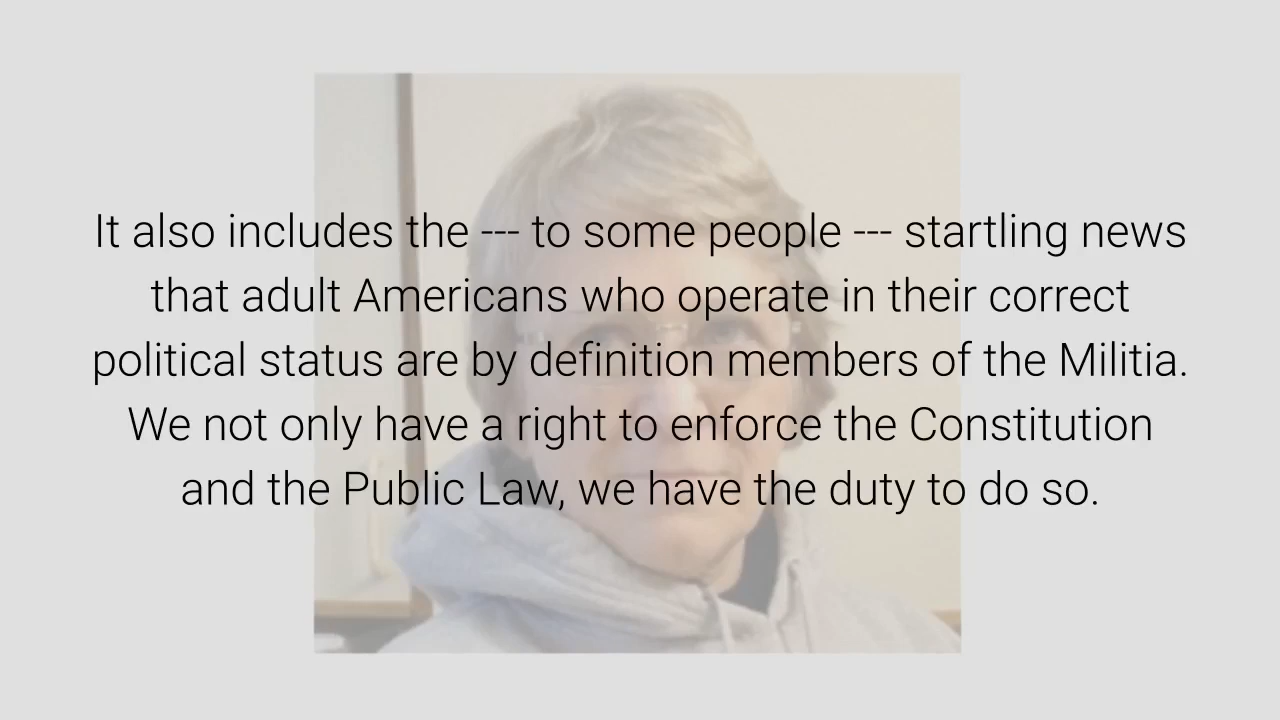 It also includes the --- to some people --- startling news
that adult Americans who operate in their correct
political status are by definition members of the Militia.
We not only have a right to enforce the Constitution
and the Public Law, we have the duty to do so.